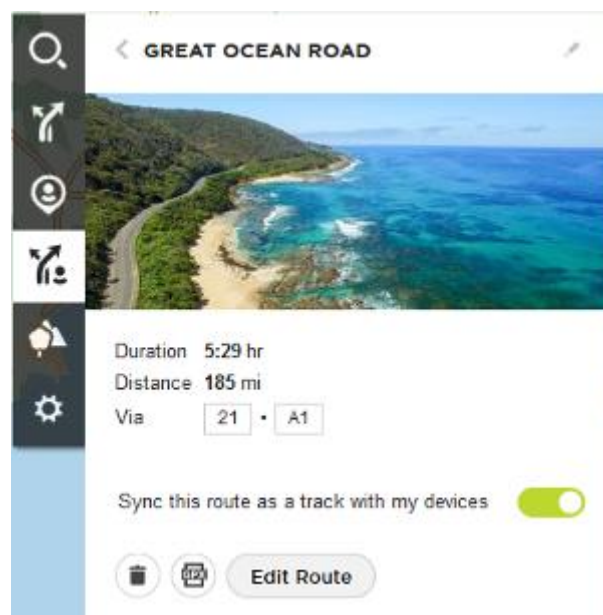 GREAT OCEAN ROAD
Duration 5:29 hr
Distance 185 mi
Via 21 • A1
Sync this route as a track with my devices
GPX
Edit Route